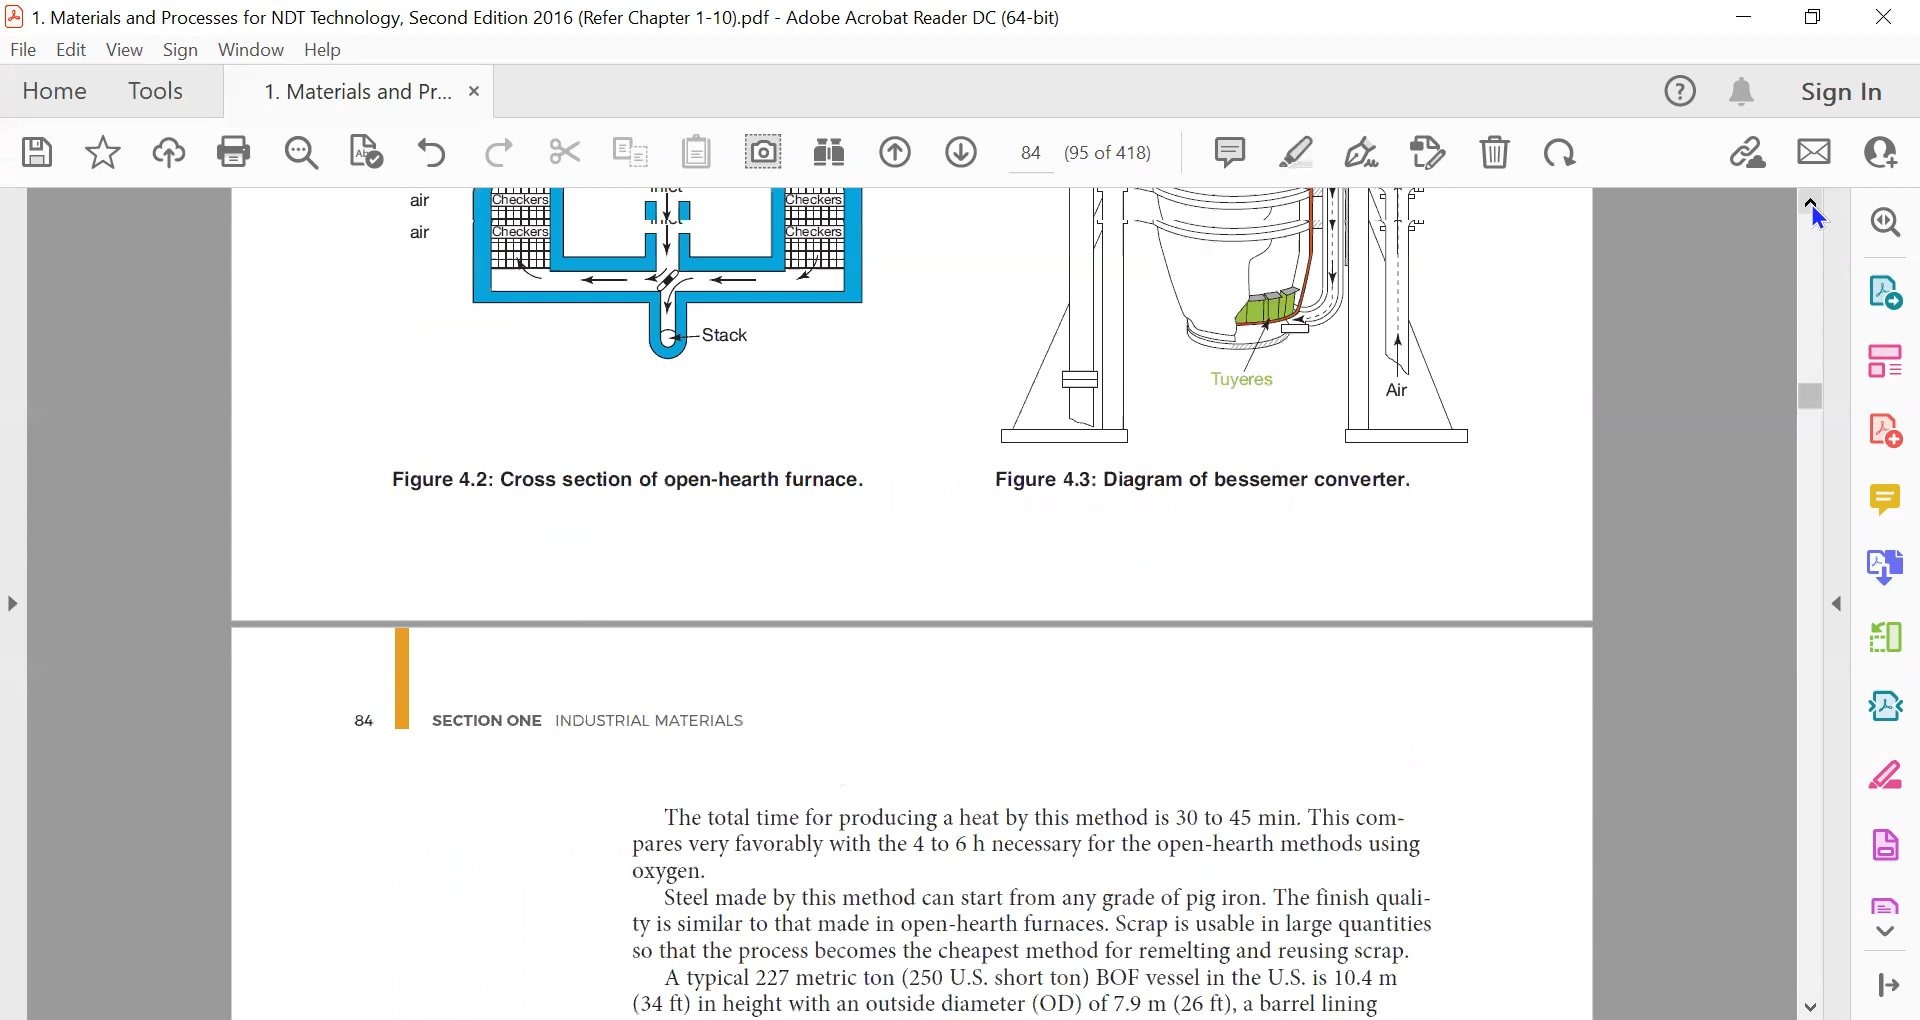 1. Materials and Processes for NDT Technology, Second Edition 2016 (Refer Chapter 1-10).pdf - Adobe Acrobat Reader DC (64-bit)
File Edit View Sign Window Help
Home Tools 1. Materials and Pr... × Sign In
84 (95 of 418)
air Checkers Inlet Checkers
air Checkers Checkers
Stack
Tuyeres
Air
Figure 4.2: Cross section of open-hearth furnace.
Figure 4.3: Diagram of bessemer converter.
84 SECTION ONE INDUSTRIAL MATERIALS
The total time for producing a heat by this method is 30 to 45 min. This com-
pares very favorably with the 4 to 6 h necessary for the open-hearth methods using
oxygen.
Steel made by this method can start from any grade of pig iron. The finish quali-
ty is similar to that made in open-hearth furnaces. Scrap is usable in large quantities
so that the process becomes the cheapest method for remelting and reusing scrap.
A typical 227 metric ton (250 U.S. short ton) BOF vessel in the U.S. is 10.4 m
(34 ft) in height with an outside diameter (OD) of 7.9 m (26 ft), a barrel lining